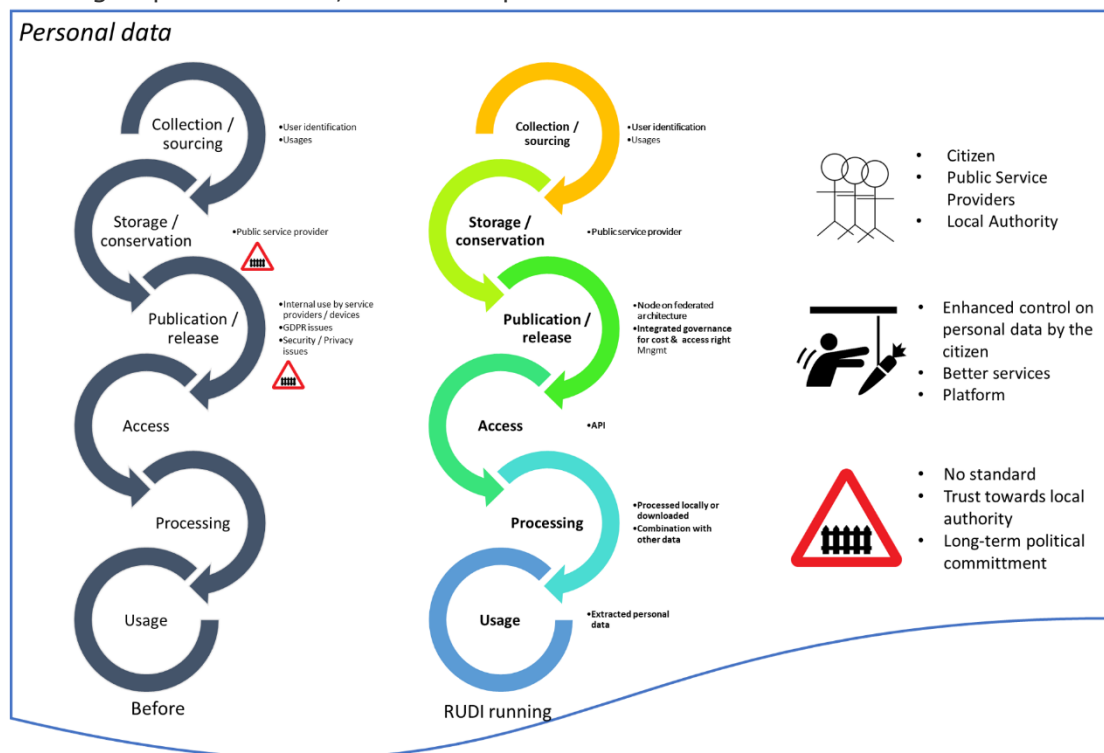 Personal data
Collection /
sourcing
•User identification
•Usages
Storage /
conservation
•Public service provider
Publication /
release
•Internal use by service
providers / devices
•GDPR issues
•Security / Privacy
issues
Access
Processing
Usage
Before
Collection /
sourcing
•User identification
•Usages
Storage /
conservation
•Public service provider
Publication /
release
•Node on federated
architecture
•Integrated governance
for cost & access right
Mngmt
Access
•API
Processing
•Processed locally or
downloaded
•Combination with
other data
Usage
•Extracted personal
data
RUDI running
• Citizen
• Public Service
Providers
• Local Authority
• Enhanced control on
personal data by the
citizen
• Better services
• Platform
• No standard
• Trust towards local
authority
• Long-term political
committment